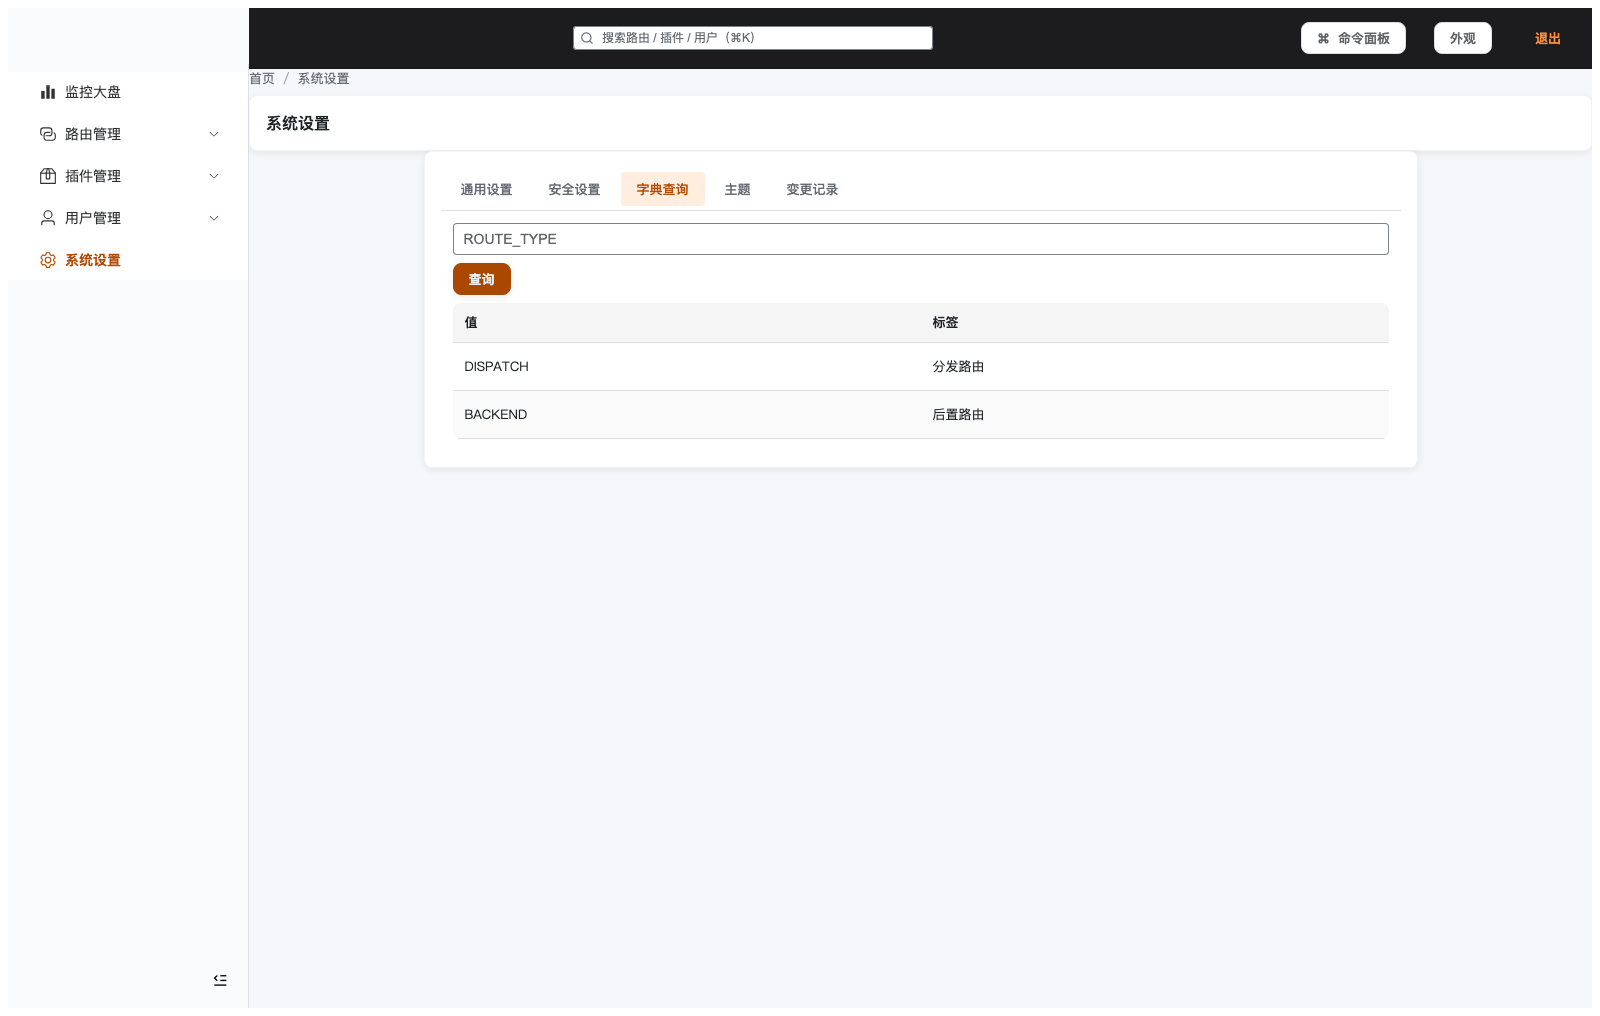 搜索路由 / 插件 / 用户（⌘K）
⌘ 命令面板
外观
退出
监控大盘
路由管理
插件管理
用户管理
系统设置
首页 / 系统设置
系统设置
通用设置 安全设置 字典查询 主题 变更记录
ROUTE_TYPE
查询
值 标签
DISPATCH 分发路由
BACKEND 后置路由